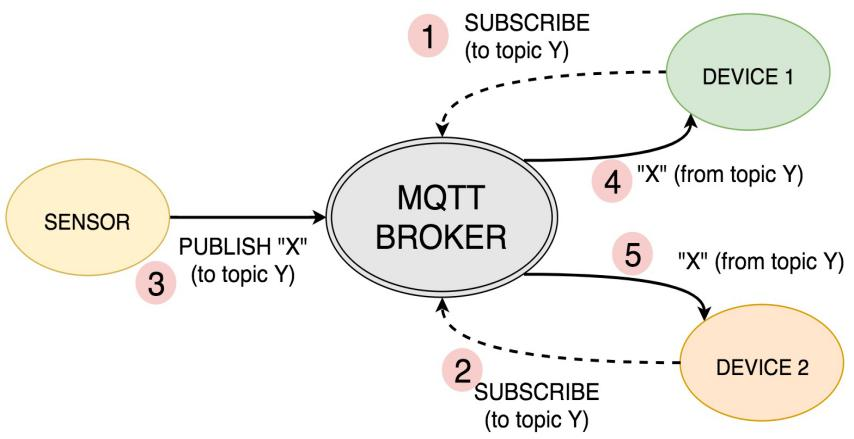 1
SUBSCRIBE
(to topic Y)
DEVICE 1
4
"X" (from topic Y)
MQTT
BROKER
SENSOR
PUBLISH "X"
(to topic Y)
3
5
"X" (from topic Y)
DEVICE 2
2
SUBSCRIBE
(to topic Y)